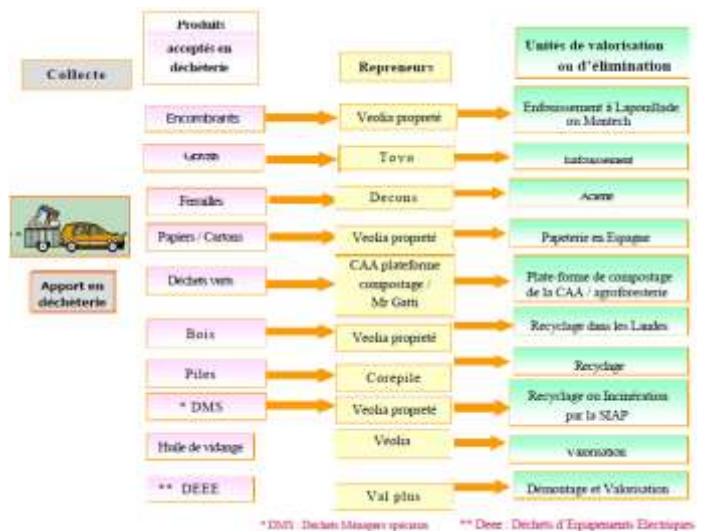 Produits
acceptés en
déchèterie
Collecte
Repreneurs
Unités de valorisation
ou d'élimination
Encombrants
Veolia propreté
Enfouissement à Lapouillade
ou Montech
Gravats
Tovo
Enfouissement
Ferrailles
Decons
Aciérie
Papiers / Cartons
Veolia propreté
Papeterie en Espagne
Apport en
déchèterie
Déchets verts
CAA plateforme
compostage /
Mr Gatti
Plate-forme de compostage
de la CAA / agroforesterie
Bois
Veolia propreté
Recyclage dans les Landes
Piles
Corepile
Recyclage
* DMS
Veolia propreté
Recyclage ou Incinération
par la SIAP
Huile de vidange
Veolia
Valorisation
** DEEE
Val plus
Démontage et Valorisation
* DMS : Déchets Ménagers spéciaux
** Deee : Déchets d'Equipements Electriques